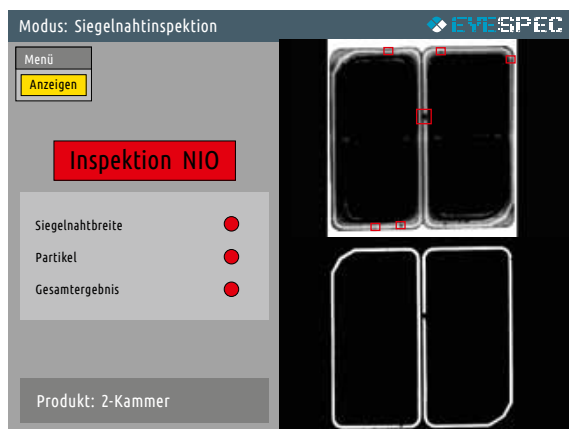 Modus: Siegelnahtinspektion
EYESPEC
Menü
Anzeigen
Inspektion NIO
Siegelnahtbreite
Partikel
Gesamtergebnis
Produkt: 2-Kammer